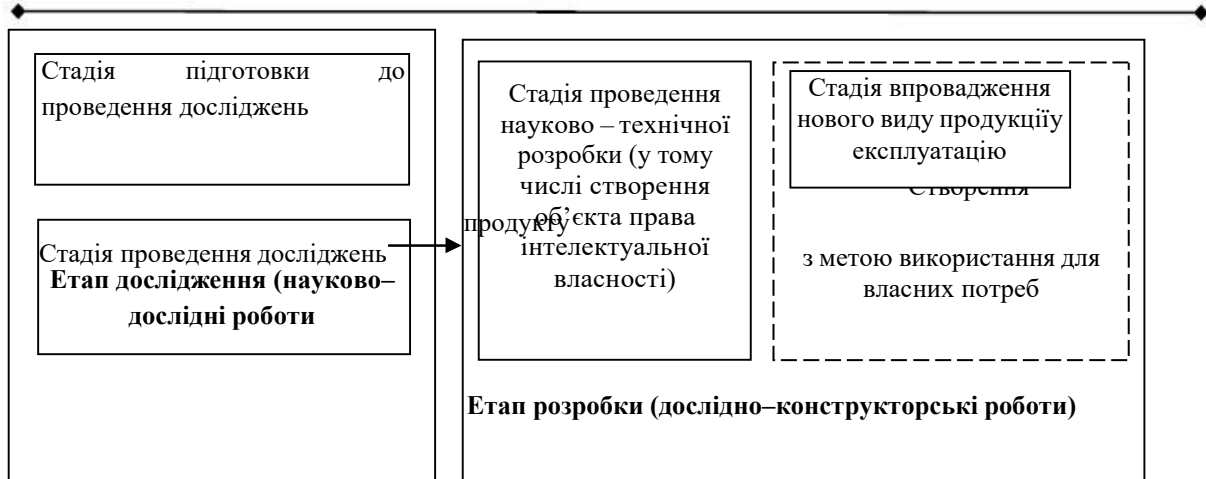 Стадія підготовки до
проведення досліджень
Стадія проведення досліджень
Етап дослідження (науково–
дослідні роботи
Стадія проведення
науково – технічної
розробки (у тому
числі створення
об’єкта права
інтелектуальної
власності)
продукту
Стадія впровадження
нового виду продукціїу
експлуатацію
Створення
з метою використання для
власних потреб
Етап розробки (дослідно–конструкторські роботи)